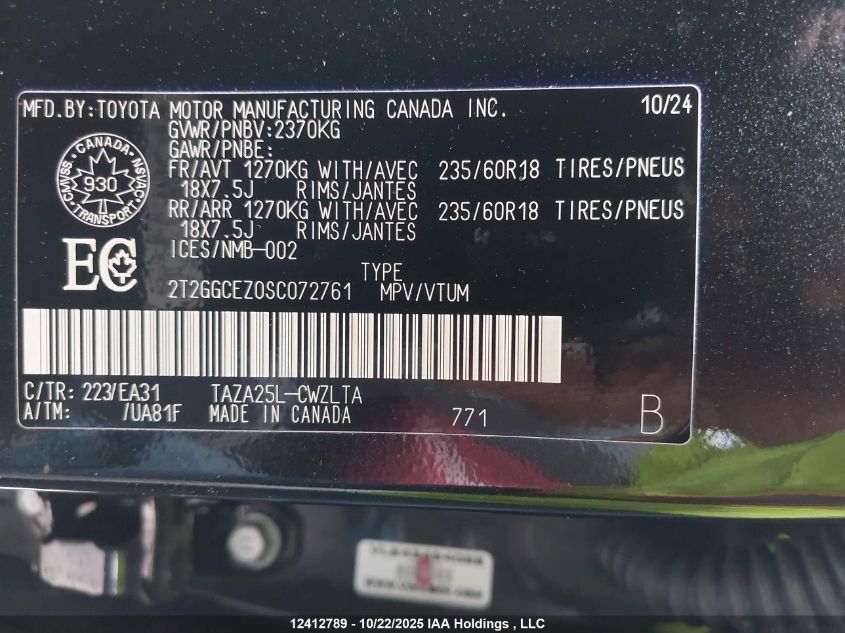 MFD.BY:TOYOTA MOTOR MANUFACTURING CANADA INC. 10/24
GVWR/PNBV:2370KG
GAWR/PNBE:
FR/AVT 1270KG WITH/AVEC 235/60R18 TIRES/PNEUS
18X7.5J RIMS/JANTES
RR/ARR 1270KG WITH/AVEC 235/60R18 TIRES/PNEUS
18X7.5J RIMS/JANTES
ICES/NMB-002
CANADA
CMVSS NSVAC
930
TRANSPORT
EC
TYPE
2T2GGCEZ0SC072761 MPV/VTUM
C/TR: 223/EA31 TAZA25L-CWZLTA
A/TM: /UA81F MADE IN CANADA 771 B
12412789 - 10/22/2025 IAA Holdings , LLC